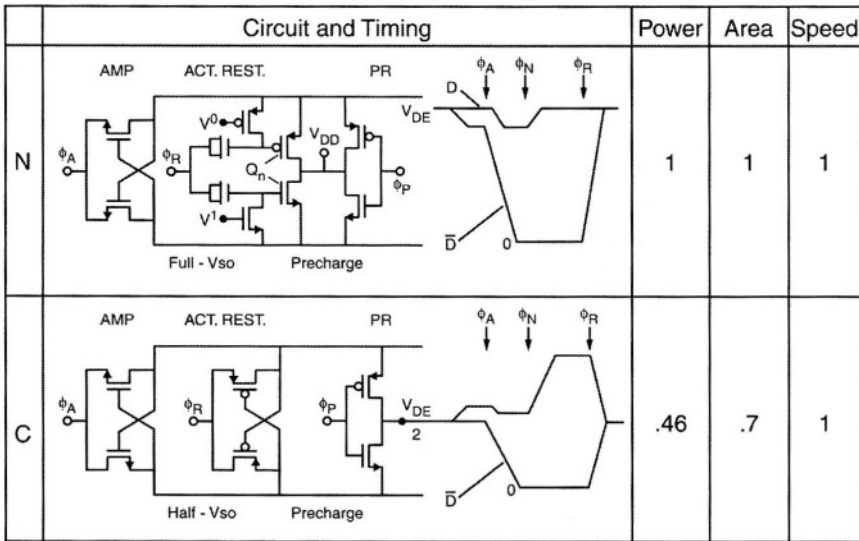 Circuit and Timing Power Area Speed
N
AMP ACT. REST. PR
ϕA ϕN ϕR
D
VDE
V⁰
VDD
ϕA
ϕR
Qn
ϕP
V¹
D̅
0
Full - Vso Precharge
1 1 1
C
AMP ACT. REST. PR
ϕA ϕN ϕR
ϕA
ϕR
ϕP
VDE
2
D̅
0
Half - Vso Precharge
.46 .7 1